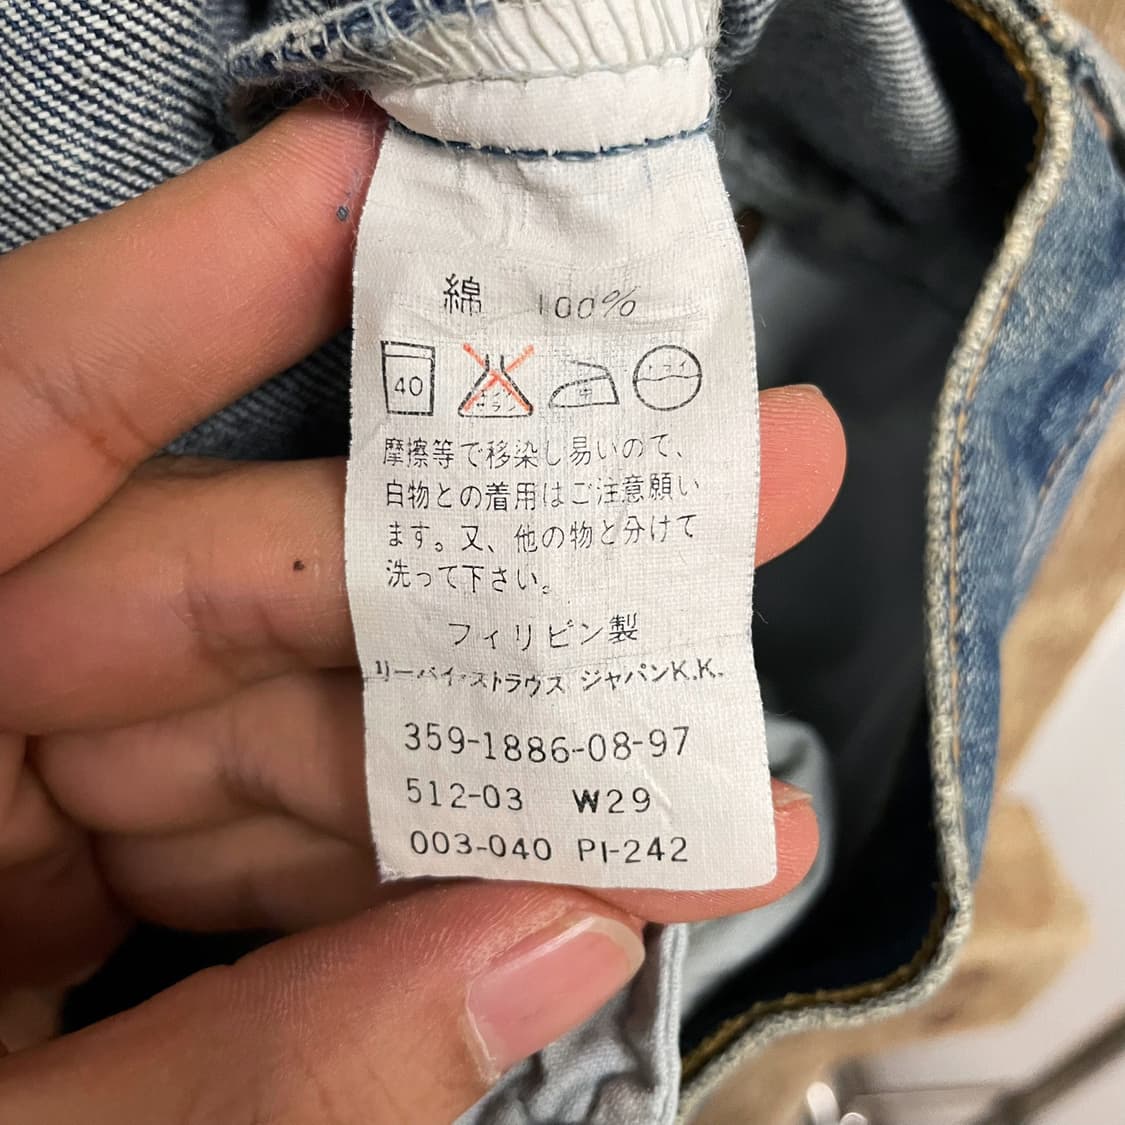 綿 100%
40
摩擦等で移染し易いので、
白物との着用はご注意願い
ます。又、他の物と分けて
洗って下さい。
フィリピン製
リーバイ・ストラウス ジャパンK.K.
359-1886-08-97
512-03 W29
003-040 PI-242